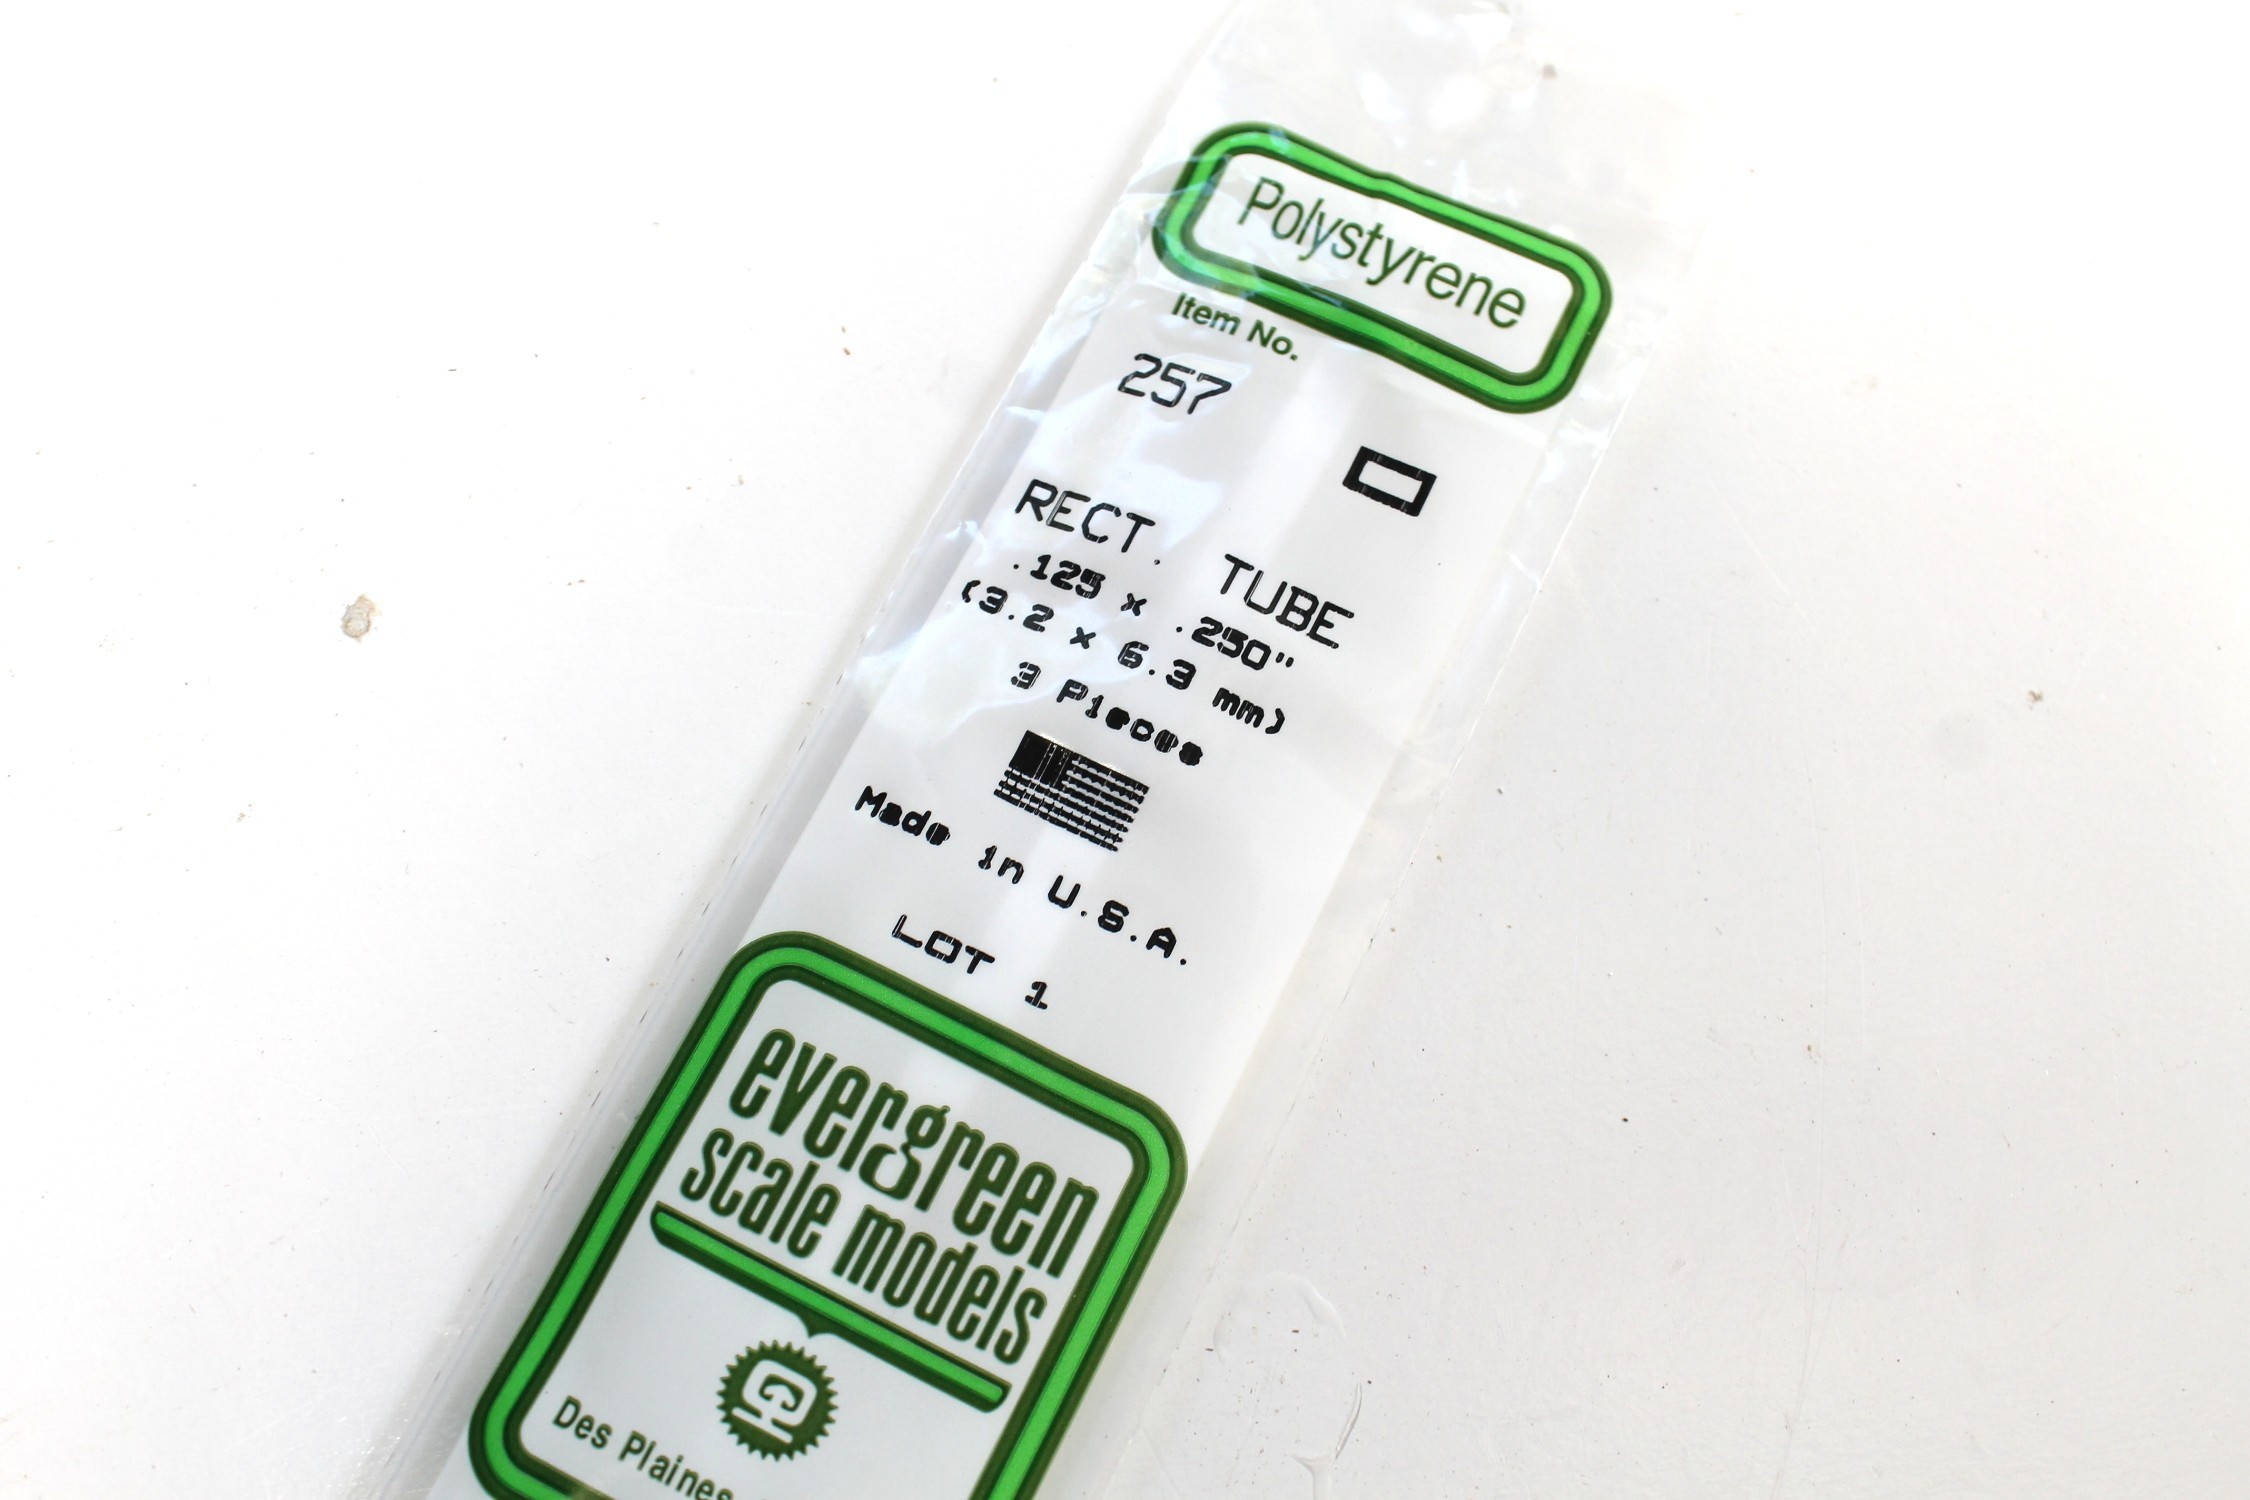 Polystyrene
Item No.
257
RECT. TUBE
.125 x .250"
(3.2 x 6.3 mm)
3 Pieces
Made in U.S.A.
LOT 1
evergreen
scale models
Des Plaines